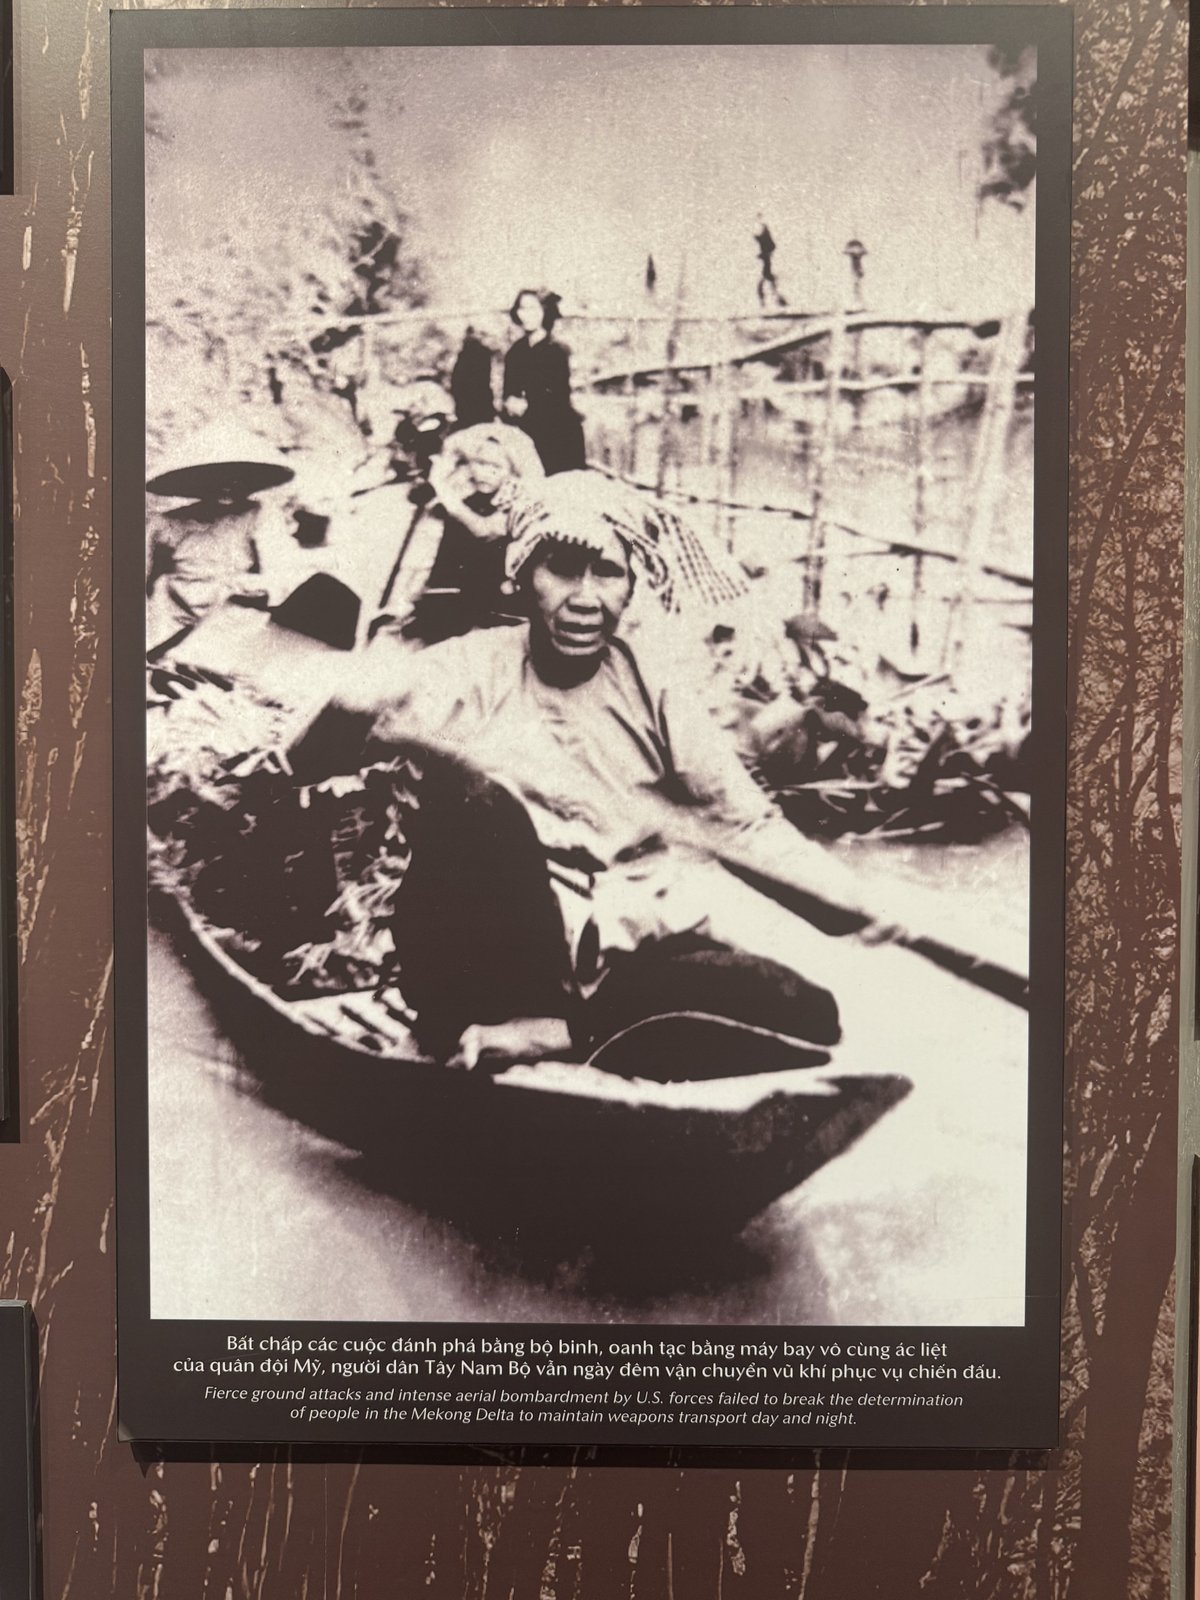 Bất chấp các cuộc đánh phá bằng bộ binh, oanh tạc bằng máy bay vô cùng ác liệt
của quân đội Mỹ, người dân Tây Nam Bộ vẫn ngày đêm vận chuyển vũ khí phục vụ chiến đấu.
Fierce ground attacks and intense aerial bombardment by U.S. forces failed to break the determination
of people in the Mekong Delta to maintain weapons transport day and night.